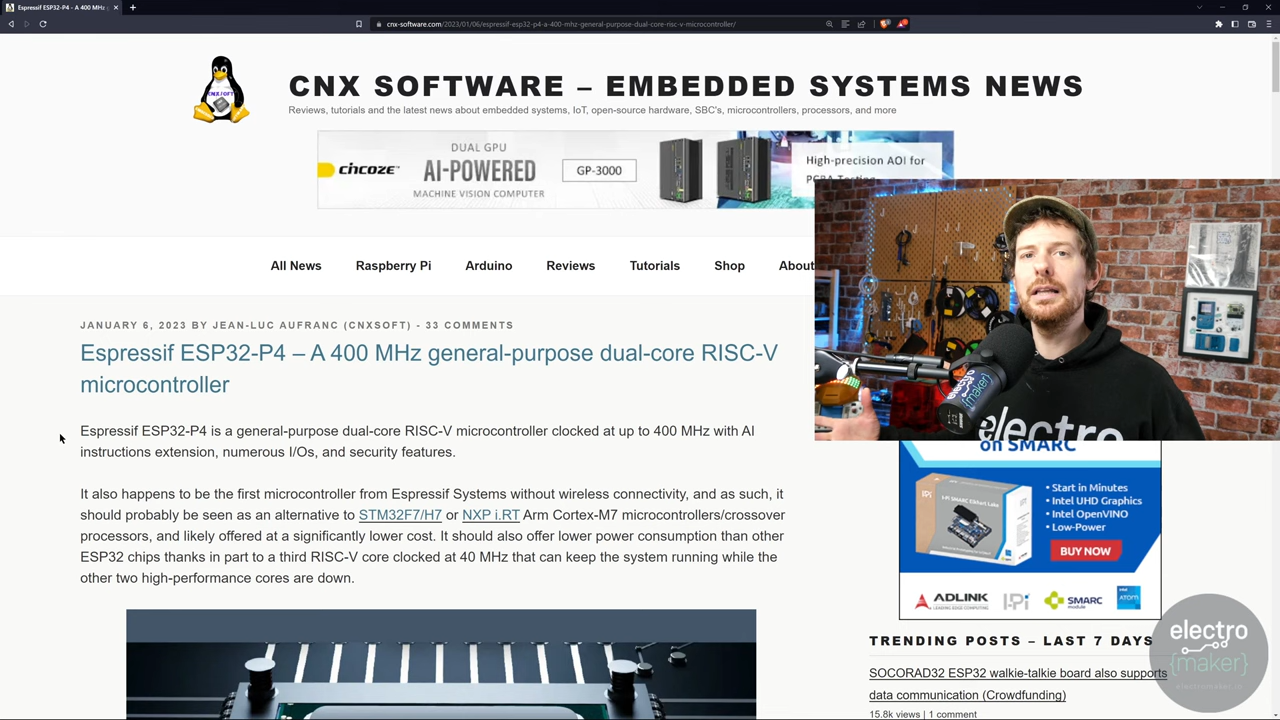 Espressif ESP32-P4 - A 400 MHz
cnx-software.com/2023/01/06/espressif-esp32-p4-a-400-mhz-general-purpose-dual-core-risc-v-microcontroller/
CNX SOFTWARE – EMBEDDED SYSTEMS NEWS
Reviews, tutorials and the latest news about embedded systems, IoT, open-source hardware, SBC's, microcontrollers, processors, and more
cincoze™
DUAL GPU
AI-POWERED
MACHINE VISION COMPUTER
GP-3000
High-precision AOI for
PCBA Testing
All News Raspberry Pi Arduino Reviews Tutorials Shop About
JANUARY 6, 2023 BY JEAN-LUC AUFRANC (CNXSOFT) - 33 COMMENTS
Espressif ESP32-P4 – A 400 MHz general-purpose dual-core RISC-V
microcontroller
Espressif ESP32-P4 is a general-purpose dual-core RISC-V microcontroller clocked at up to 400 MHz with AI
instructions extension, numerous I/Os, and security features.
It also happens to be the first microcontroller from Espressif Systems without wireless connectivity, and as such, it
should probably be seen as an alternative to STM32F7/H7 or NXP i.RT Arm Cortex-M7 microcontrollers/crossover
processors, and likely offered at a significantly lower cost. It should also offer lower power consumption than other
ESP32 chips thanks in part to a third RISC-V core clocked at 40 MHz that can keep the system running while the
other two high-performance cores are down.
{maker}
electro
on SMARC
• Start in Minutes
• Intel UHD Graphics
• Intel OpenVINO
• Low-Power
BUY NOW
ADLINK
LEADING EDGE COMPUTING
I-Pi
SMARC
module
intel
ATOM
TRENDING POSTS – LAST 7 DAYS
SOCORAD32 ESP32 walkie-talkie board also supports
data communication (Crowdfunding)
15.8k views | 1 comment
electro
{maker}